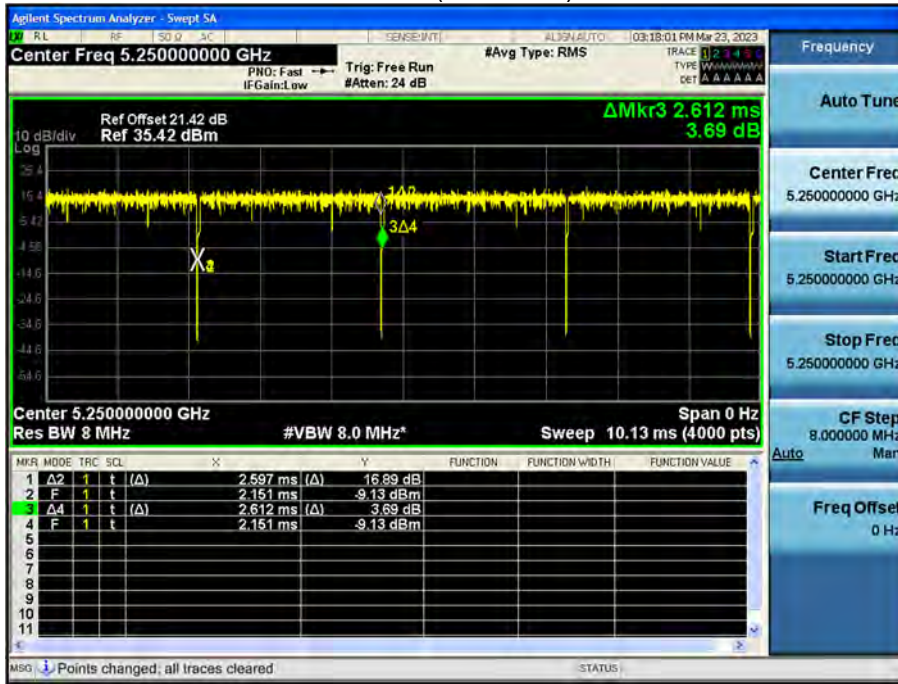 Agilent Spectrum Analyzer - Swept SA
RL RF 50 Ω AC SENSE:INT ALIGN AUTO 03:18:01 PM Mar 23, 2023
Center Freq 5.250000000 GHz
#Avg Type: RMS
TRACE 1 2 3 4 5 6
PNO: Fast
Trig: Free Run
TYPE
IFGain:Low
#Atten: 24 dB
DET A A A A A A
Frequency
Auto Tune
Ref Offset 21.42 dB
ΔMkr3 2.612 ms
10 dB/div
Ref 35.42 dBm
3.69 dB
Log
25.4
15.4
5.42
-4.58
-14.6
-24.6
-34.6
-44.6
-54.6
1Δ2
3Δ4
Center Freq
5.250000000 GHz
Start Freq
5.250000000 GHz
Stop Freq
5.250000000 GHz
Center 5.250000000 GHz
Span 0 Hz
Res BW 8 MHz
#VBW 8.0 MHz*
Sweep 10.13 ms (4000 pts)
CF Step
8.000000 MHz
Auto Man
Freq Offset
0 Hz
MKR MODE TRC SCL X Y FUNCTION FUNCTION WIDTH FUNCTION VALUE
1 Δ2 1 t (Δ) 2.597 ms (Δ) 16.89 dB
2 F 1 t 2.151 ms -9.13 dBm
3 Δ4 1 t (Δ) 2.612 ms (Δ) 3.69 dB
4 F 1 t 2.151 ms -9.13 dBm
5
6
7
8
9
10
11
MSG Points changed; all traces cleared STATUS